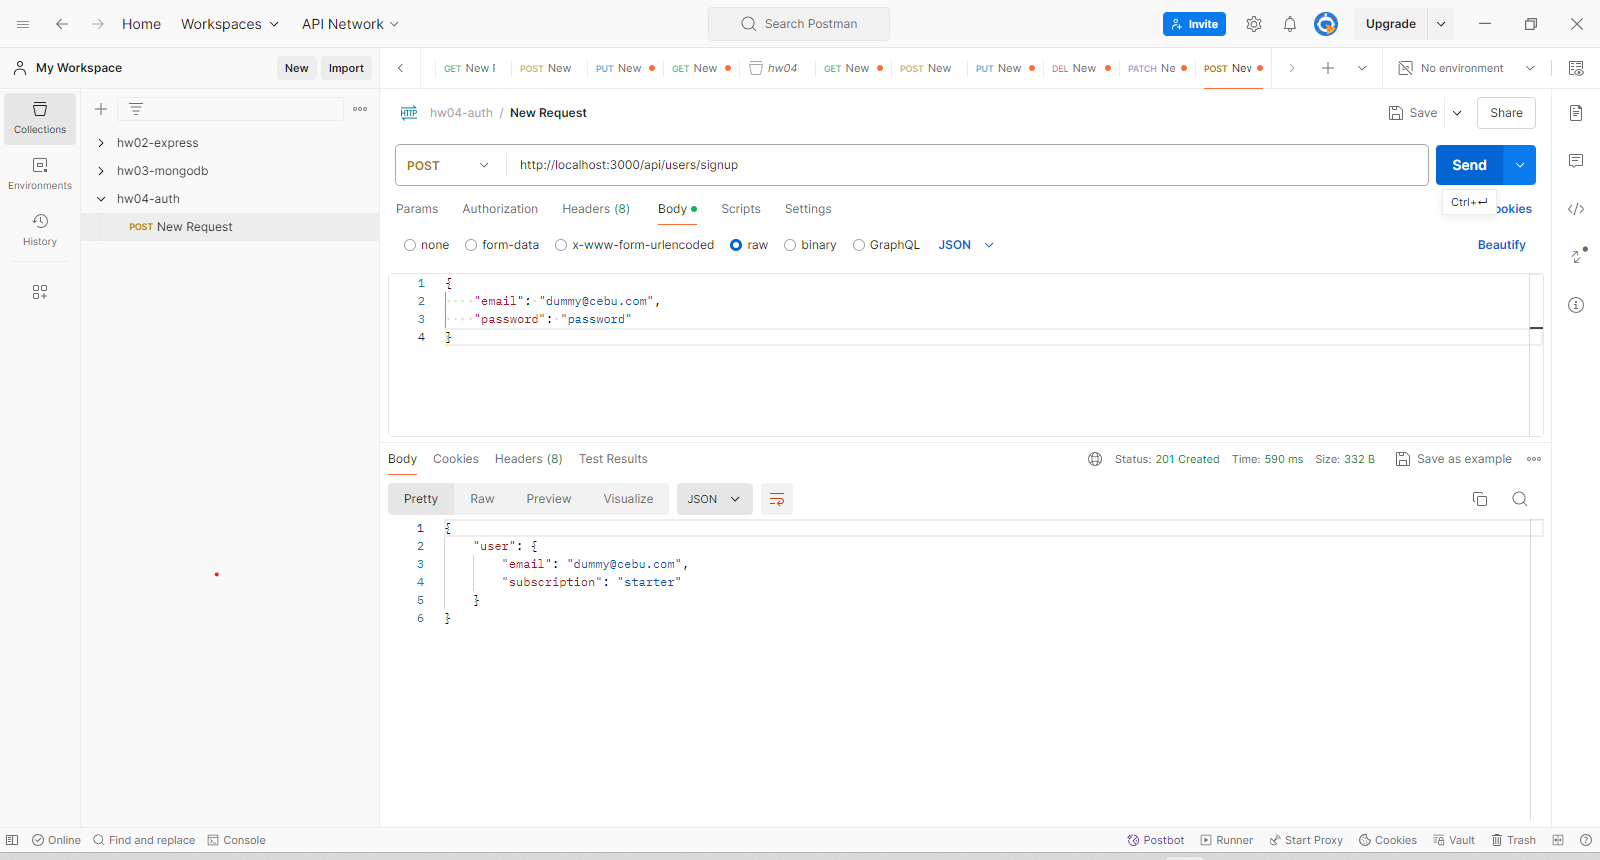 Home Workspaces API Network Search Postman Invite Upgrade
My Workspace New Import GET New F POST New PUT New GET New hw04 GET New POST New PUT New DEL New PATCH Ne POST New No environment
Collections
Environments
History
hw02-express
hw03-mongodb
hw04-auth
POST New Request
HTTP hw04-auth / New Request Save Share
POST http://localhost:3000/api/users/signup Send
Ctrl+↵
Params Authorization Headers (8) Body Scripts Settings ookies
none form-data x-www-form-urlencoded raw binary GraphQL JSON Beautify
1 {
2 ····"email":·"dummy@cebu.com",
3 ····"password":·"password"
4 }
Body Cookies Headers (8) Test Results Status: 201 Created Time: 590 ms Size: 332 B Save as example
Pretty Raw Preview Visualize JSON
1 {
2 "user": {
3 "email": "dummy@cebu.com",
4 "subscription": "starter"
5 }
6 }
Online Find and replace Console Postbot Runner Start Proxy Cookies Vault Trash